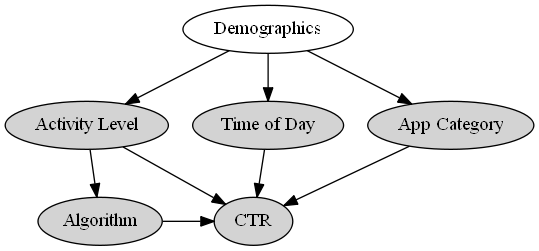 Demographics
Activity Level
Time of Day
App Category
Algorithm
CTR